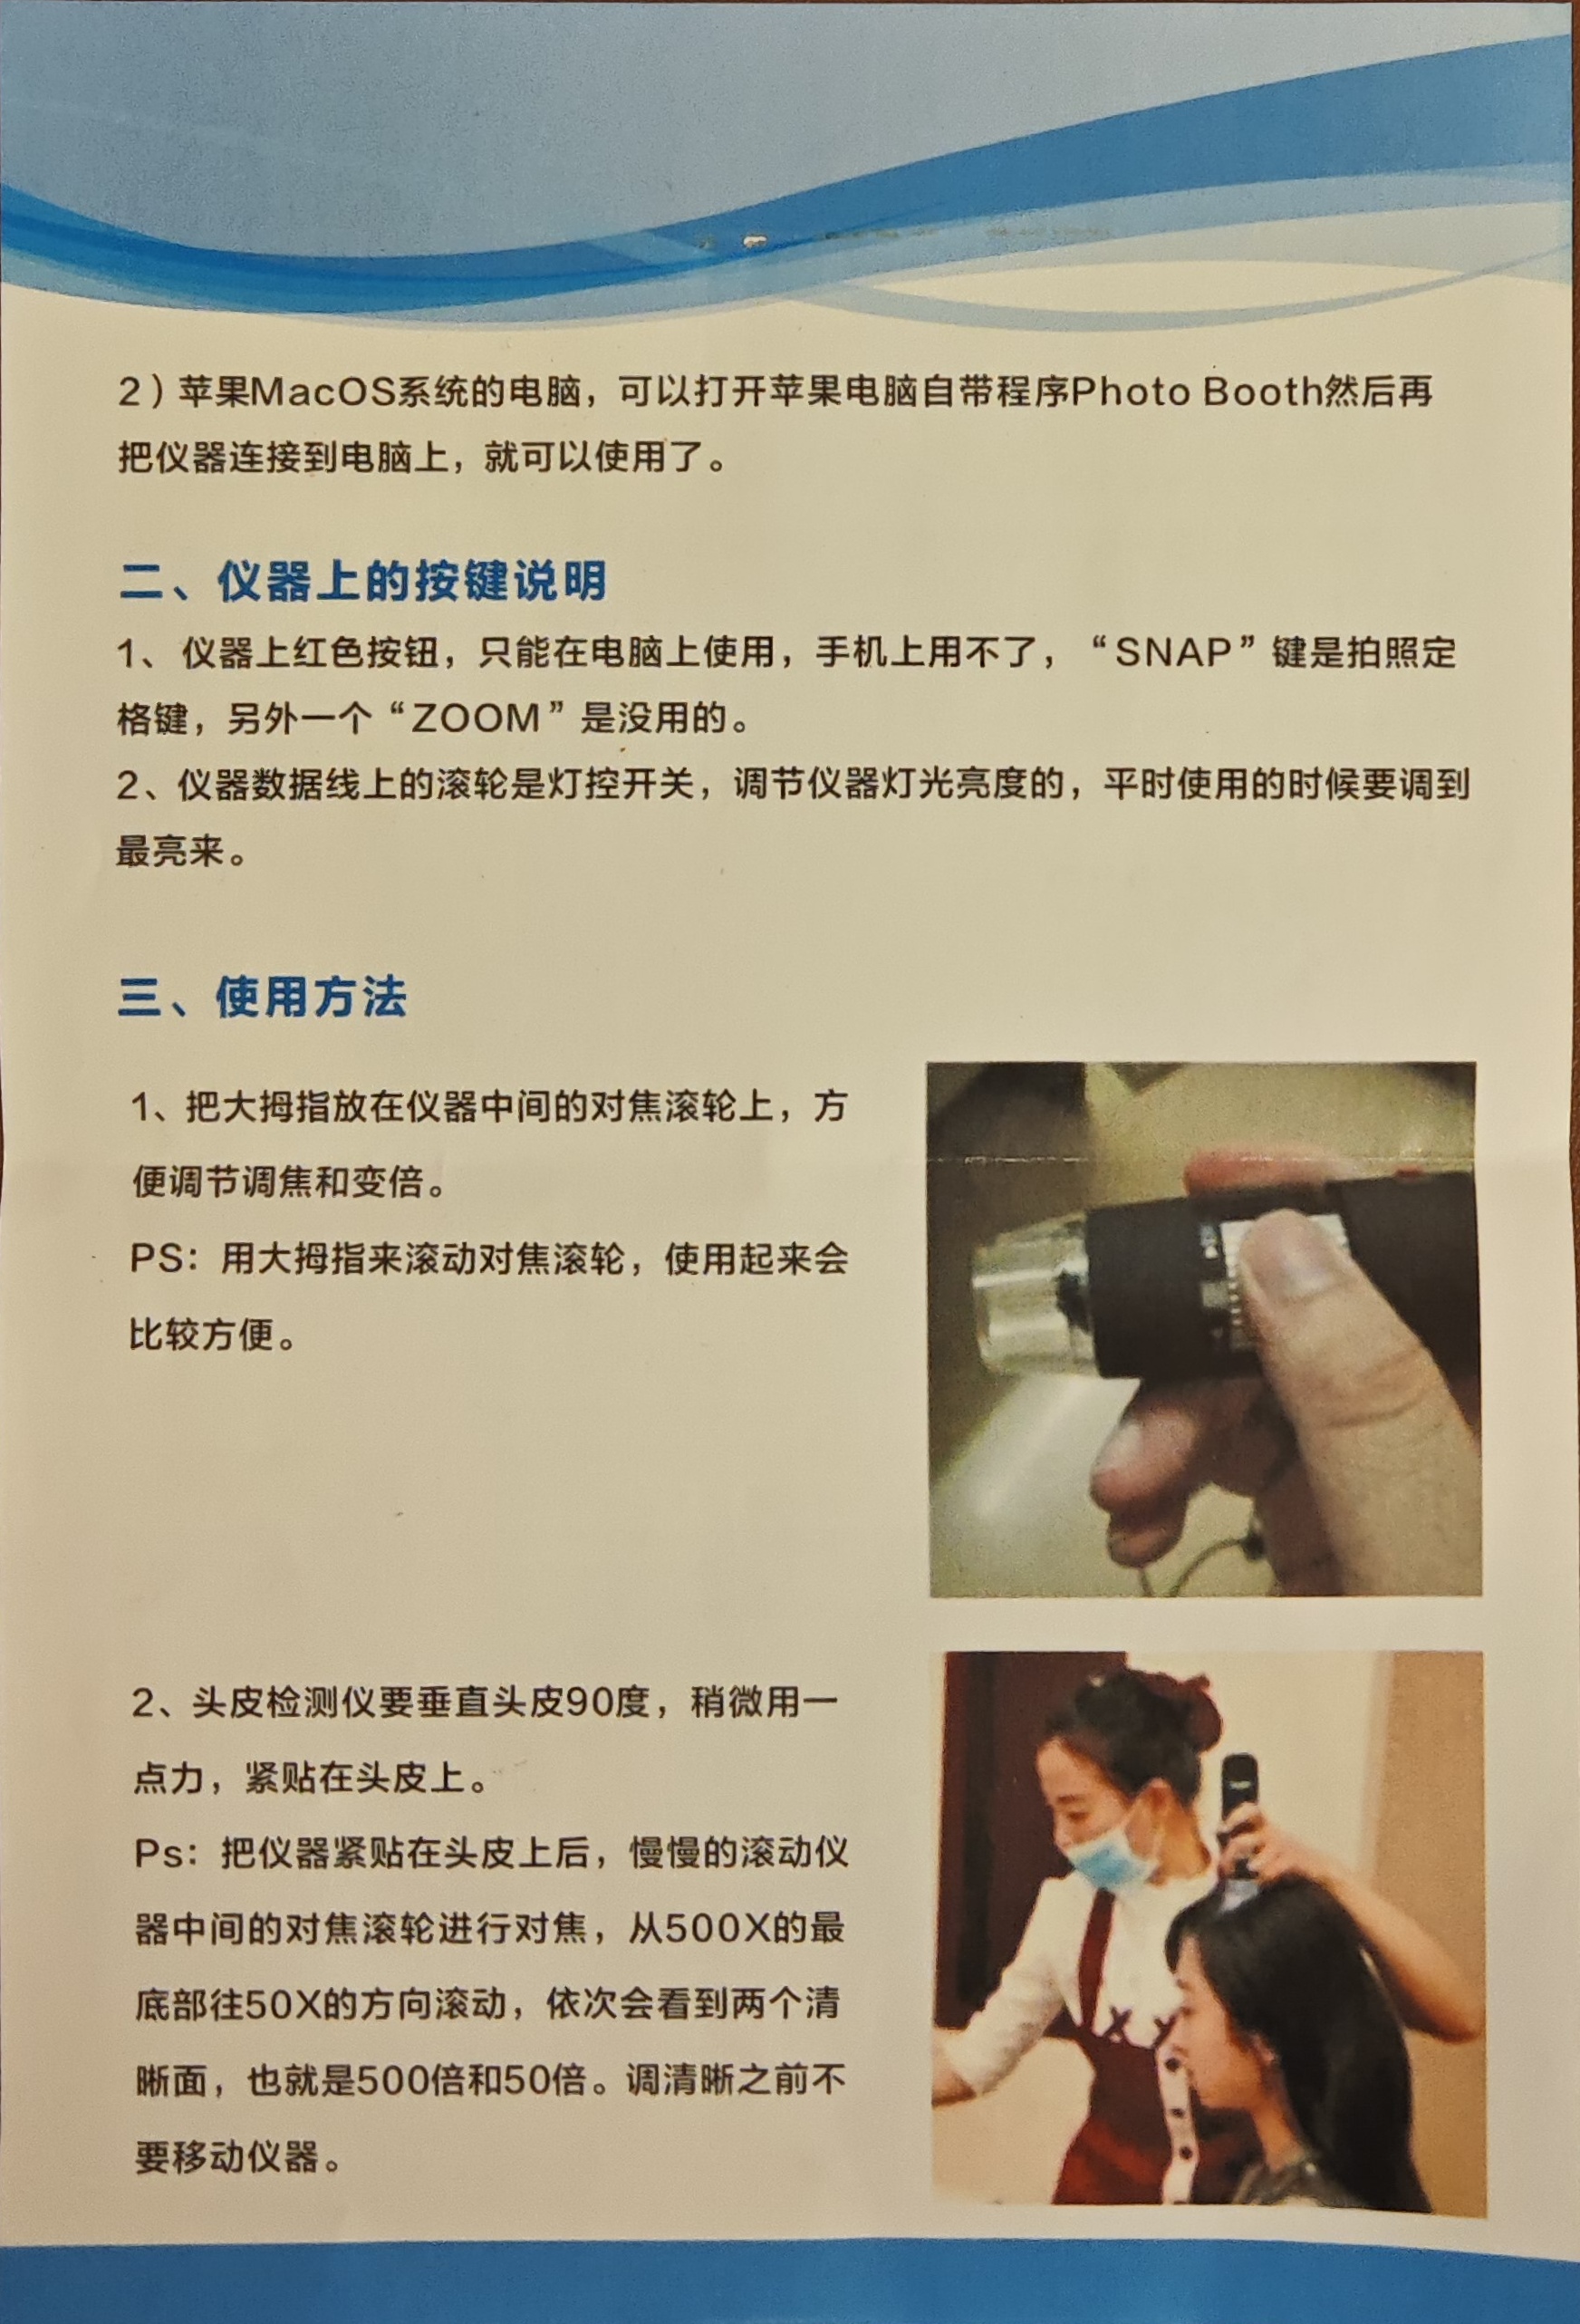 2）苹果MacOS系统的电脑，可以打开苹果电脑自带程序Photo Booth然后再
把仪器连接到电脑上，就可以使用了。
二、仪器上的按键说明
1、仪器上红色按钮，只能在电脑上使用，手机上用不了，“SNAP”键是拍照定
格键，另外一个“ZOOM”是没用的。
2、仪器数据线上的滚轮是灯控开关，调节仪器灯光亮度的，平时使用的时候要调到
最亮来。
三、使用方法
1、把大拇指放在仪器中间的对焦滚轮上，方
便调节调焦和变倍。
PS：用大拇指来滚动对焦滚轮，使用起来会
比较方便。
2、头皮检测仪要垂直头皮90度，稍微用一
点力，紧贴在头皮上。
Ps：把仪器紧贴在头皮上后，慢慢的滚动仪
器中间的对焦滚轮进行对焦，从500X的最
底部往50X的方向滚动，依次会看到两个清
晰面，也就是500倍和50倍。调清晰之前不
要移动仪器。